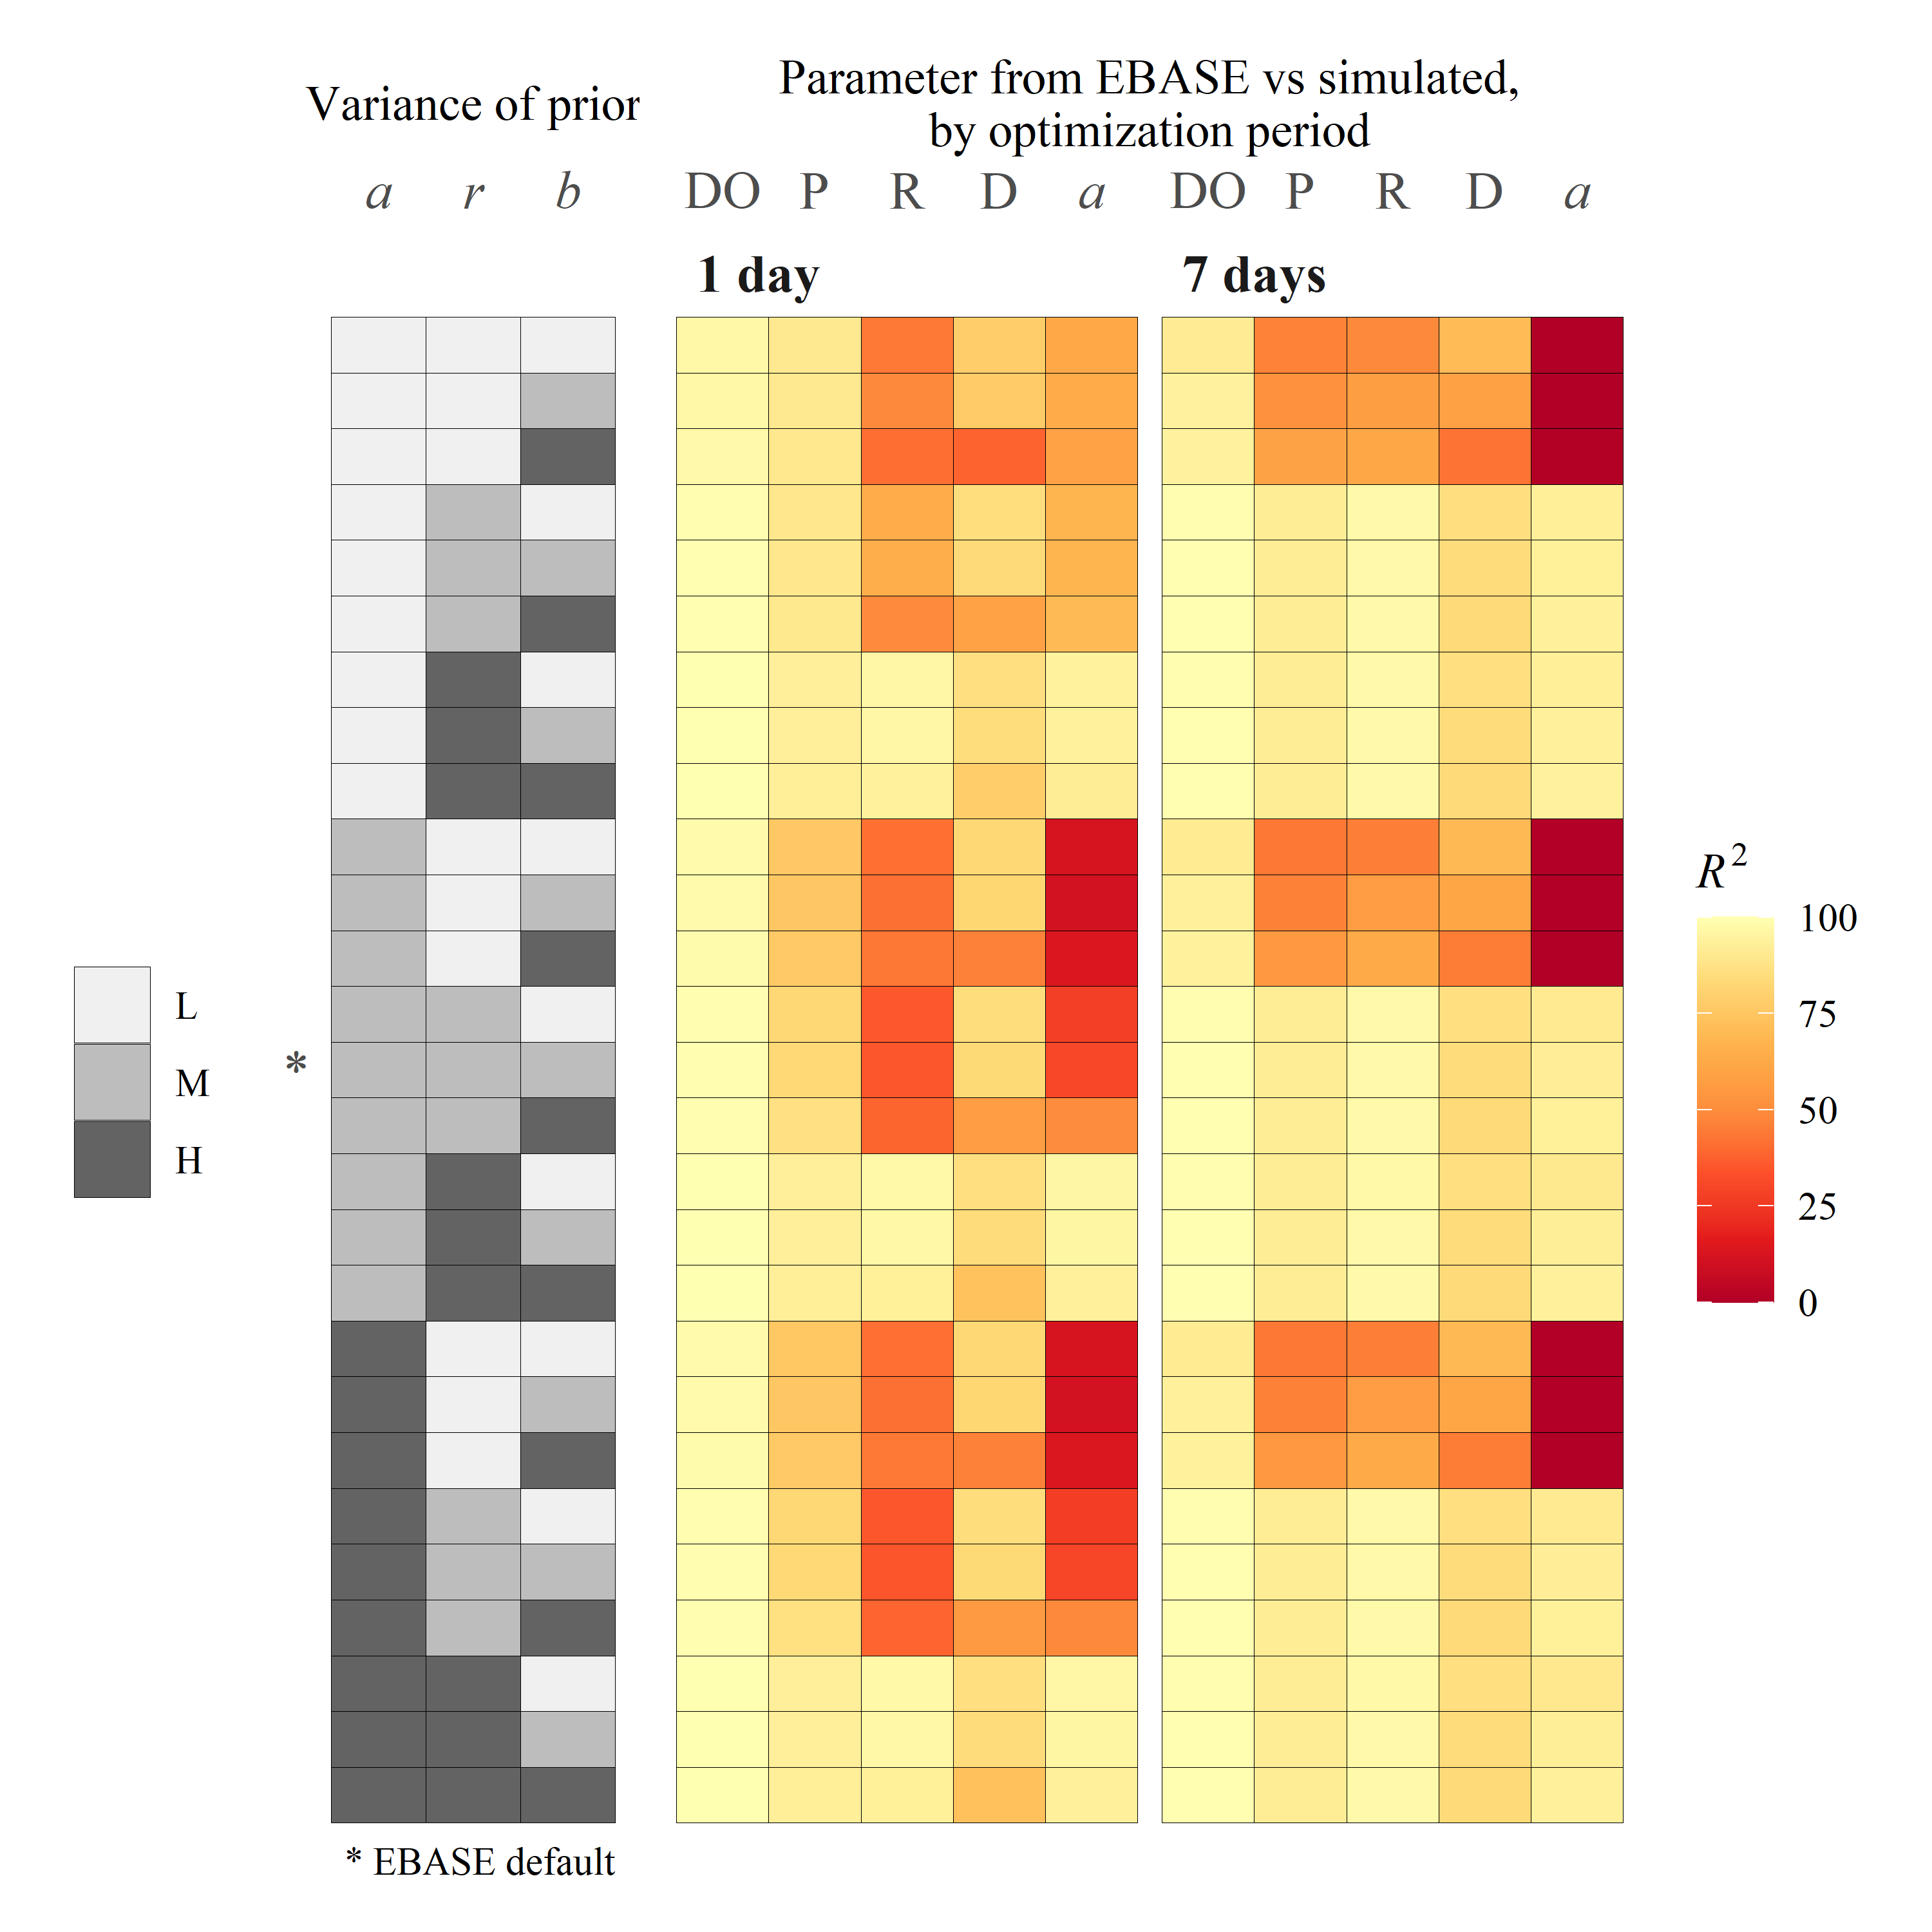 Variance of prior
Parameter from EBASE vs simulated,
by optimization period
a r b
DO P R D a
DO P R D a
1 day
7 days
L
M
H
*
R²
100
75
50
25
0
* EBASE default